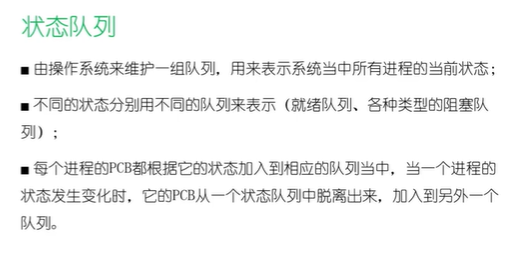 状态队列
■ 由操作系统来维护一组队列，用来表示系统当中所有进程的当前状态；
■ 不同的状态分别用不同的队列来表示（就绪队列、各种类型的阻塞队
列）；
■ 每个进程的PCB都根据它的状态加入到相应的队列当中，当一个进程的
状态发生变化时，它的PCB从一个状态队列中脱离出来，加入到另外一个
队列。